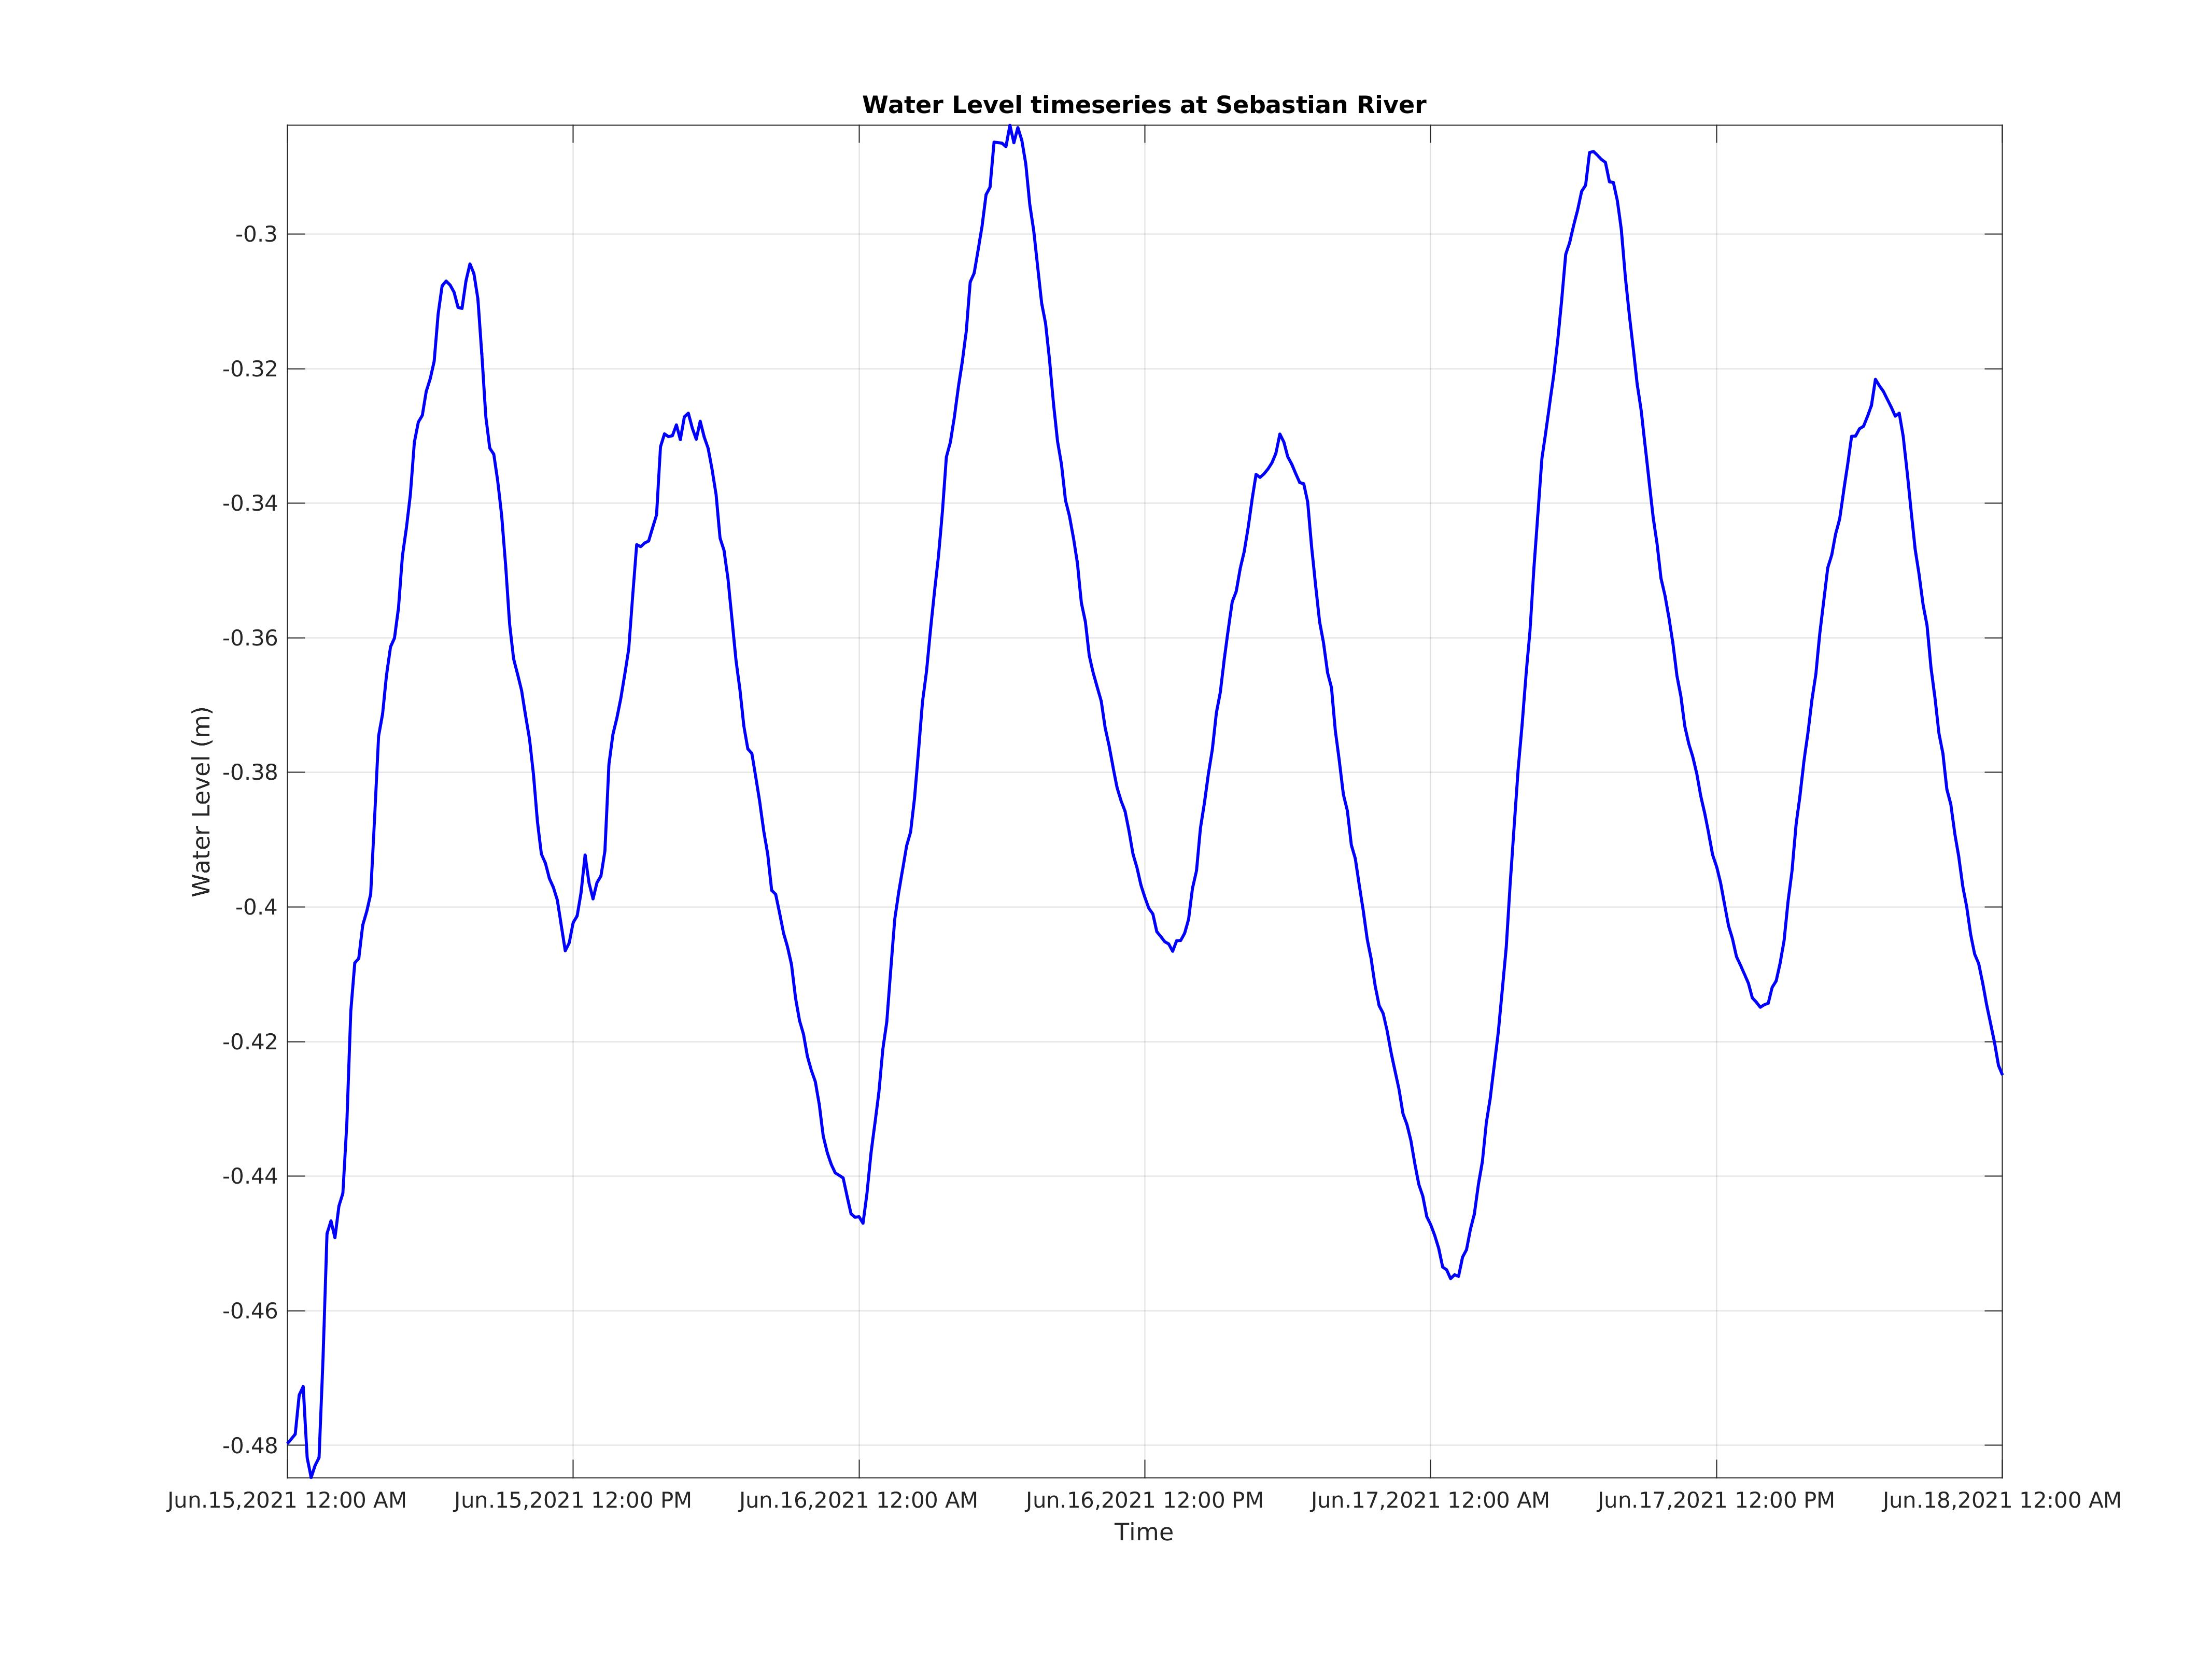 Water Level timeseries at Sebastian River
-0.3
-0.32
-0.34
-0.36
-0.38
-0.4
-0.42
-0.44
-0.46
-0.48
Water Level (m)
Jun.15,2021 12:00 AM Jun.15,2021 12:00 PM Jun.16,2021 12:00 AM Jun.16,2021 12:00 PM Jun.17,2021 12:00 AM Jun.17,2021 12:00 PM Jun.18,2021 12:00 AM
Time